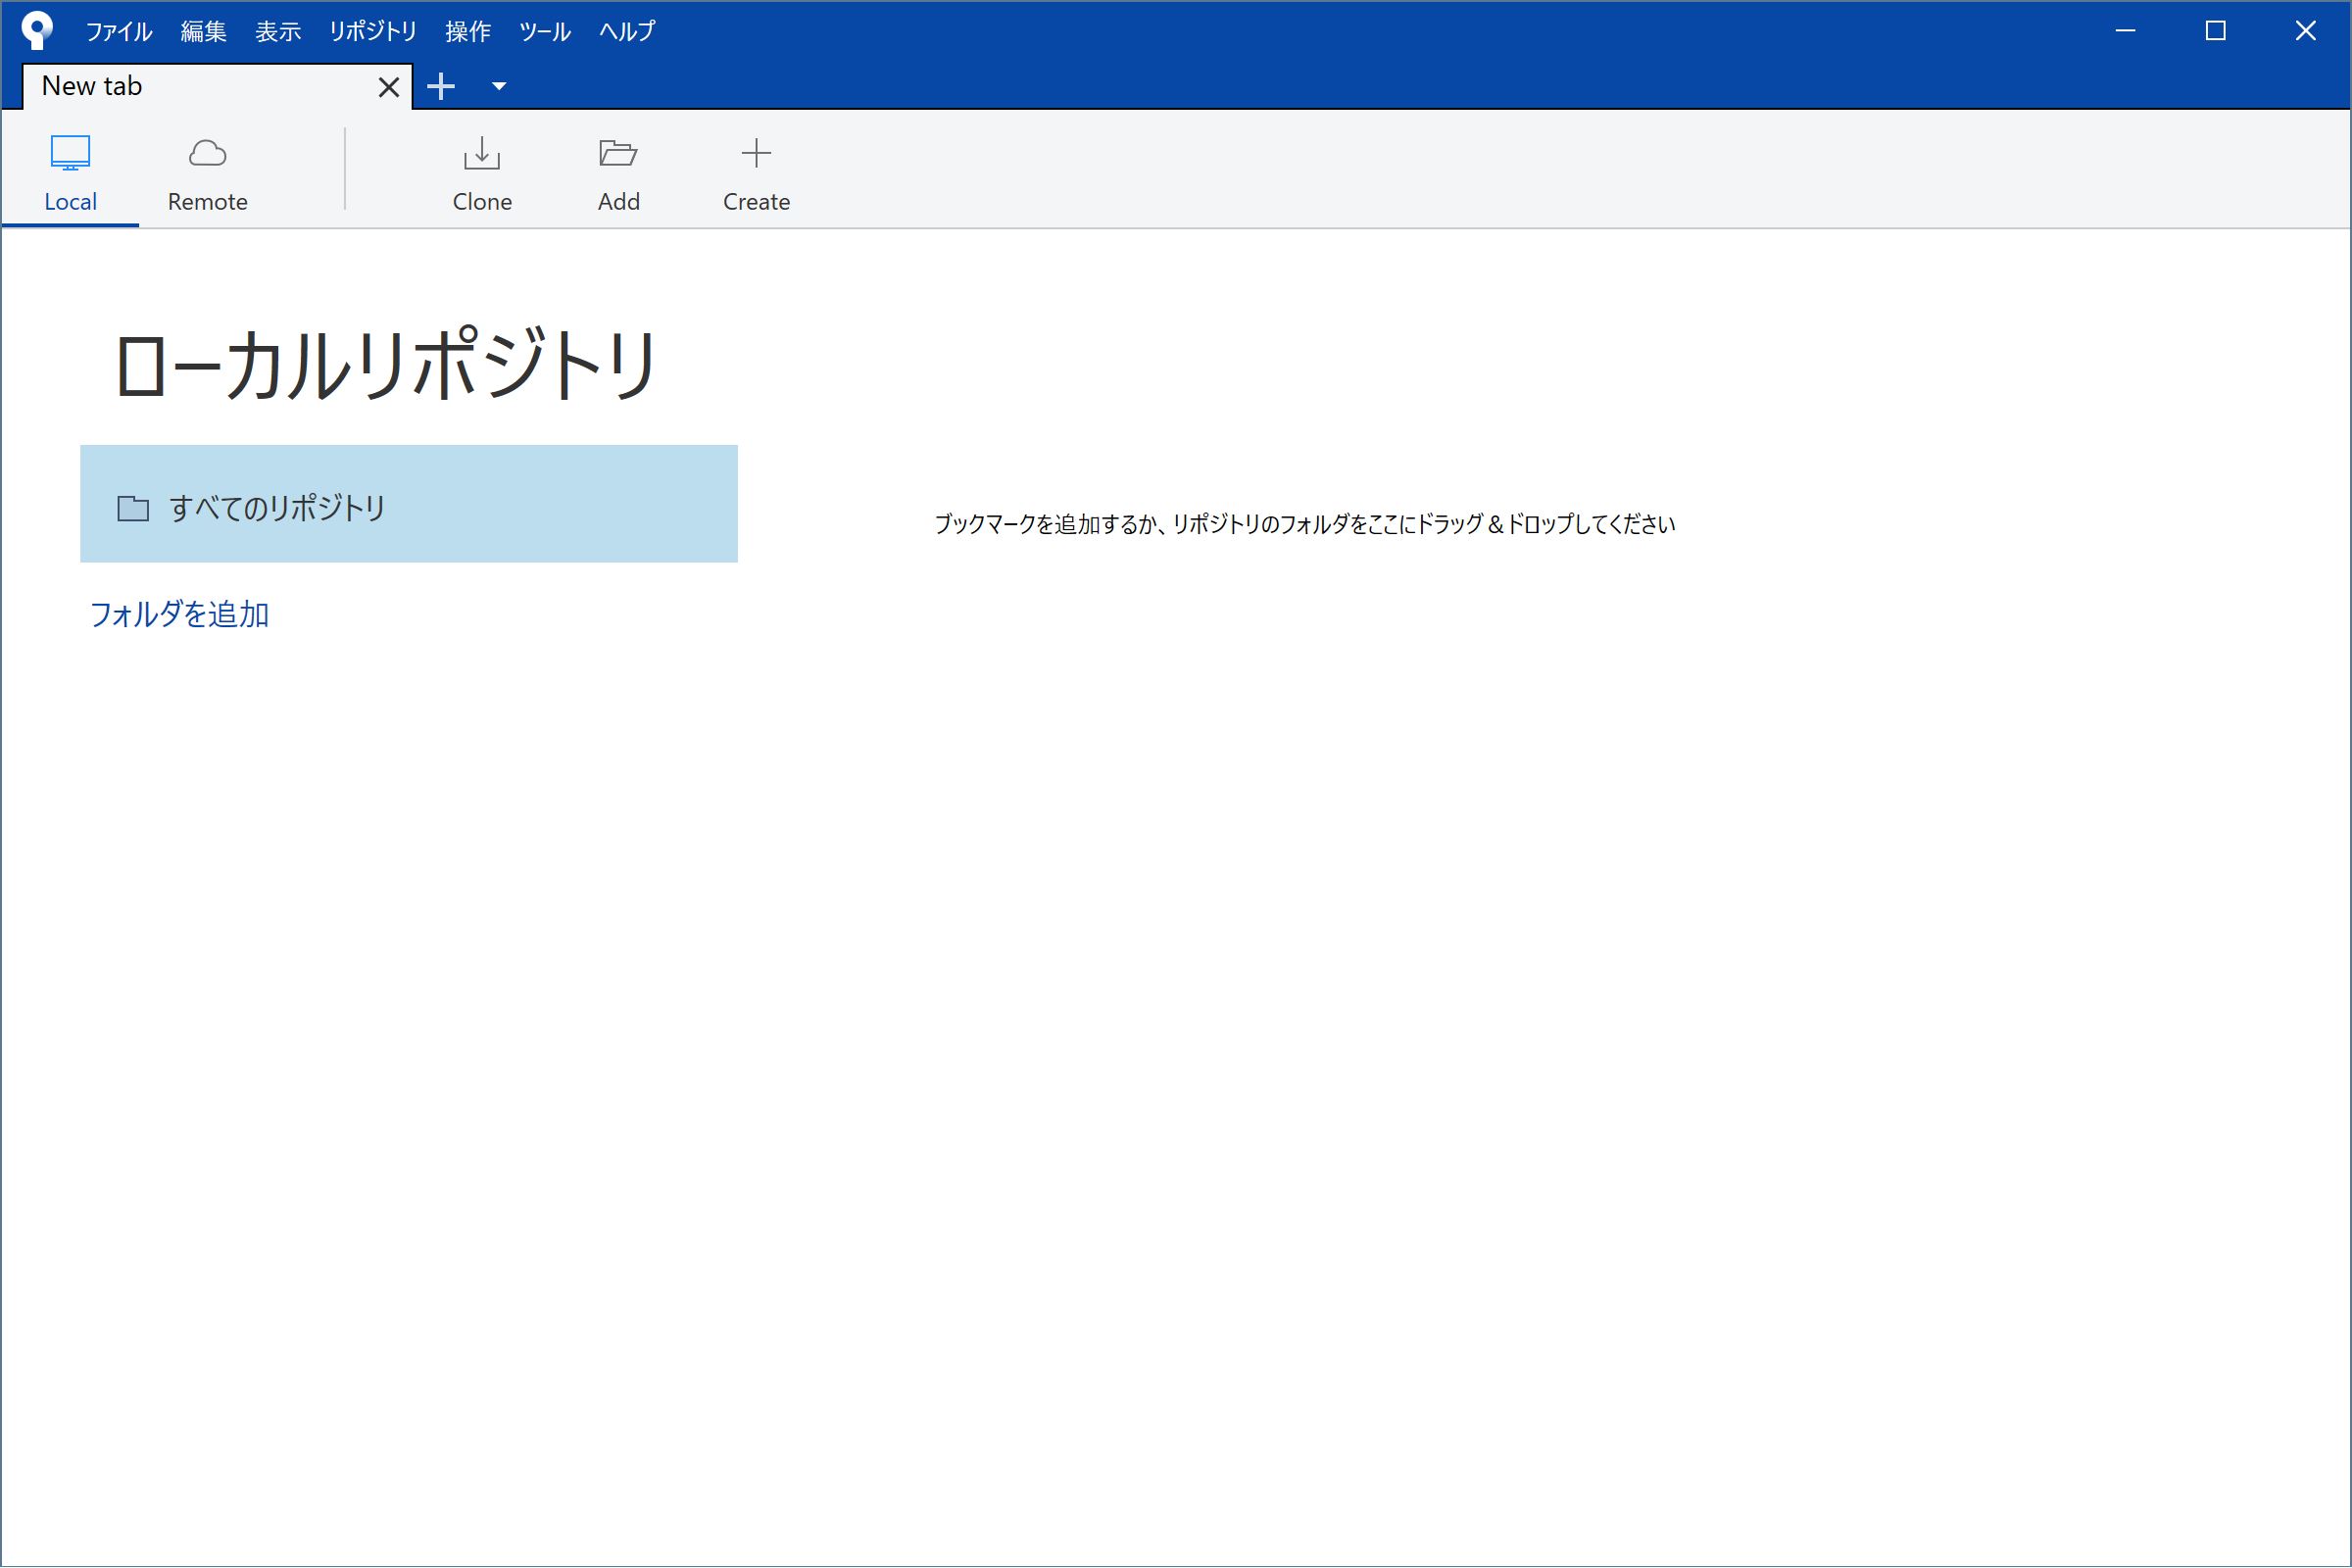 ファイル 編集 表示 リポジトリ 操作 ツール ヘルプ
New tab
Local Remote Clone Add Create
ローカルリポジトリ
すべてのリポジトリ
ブックマークを追加するか、リポジトリのフォルダをここにドラッグ & ドロップしてください
フォルダを追加